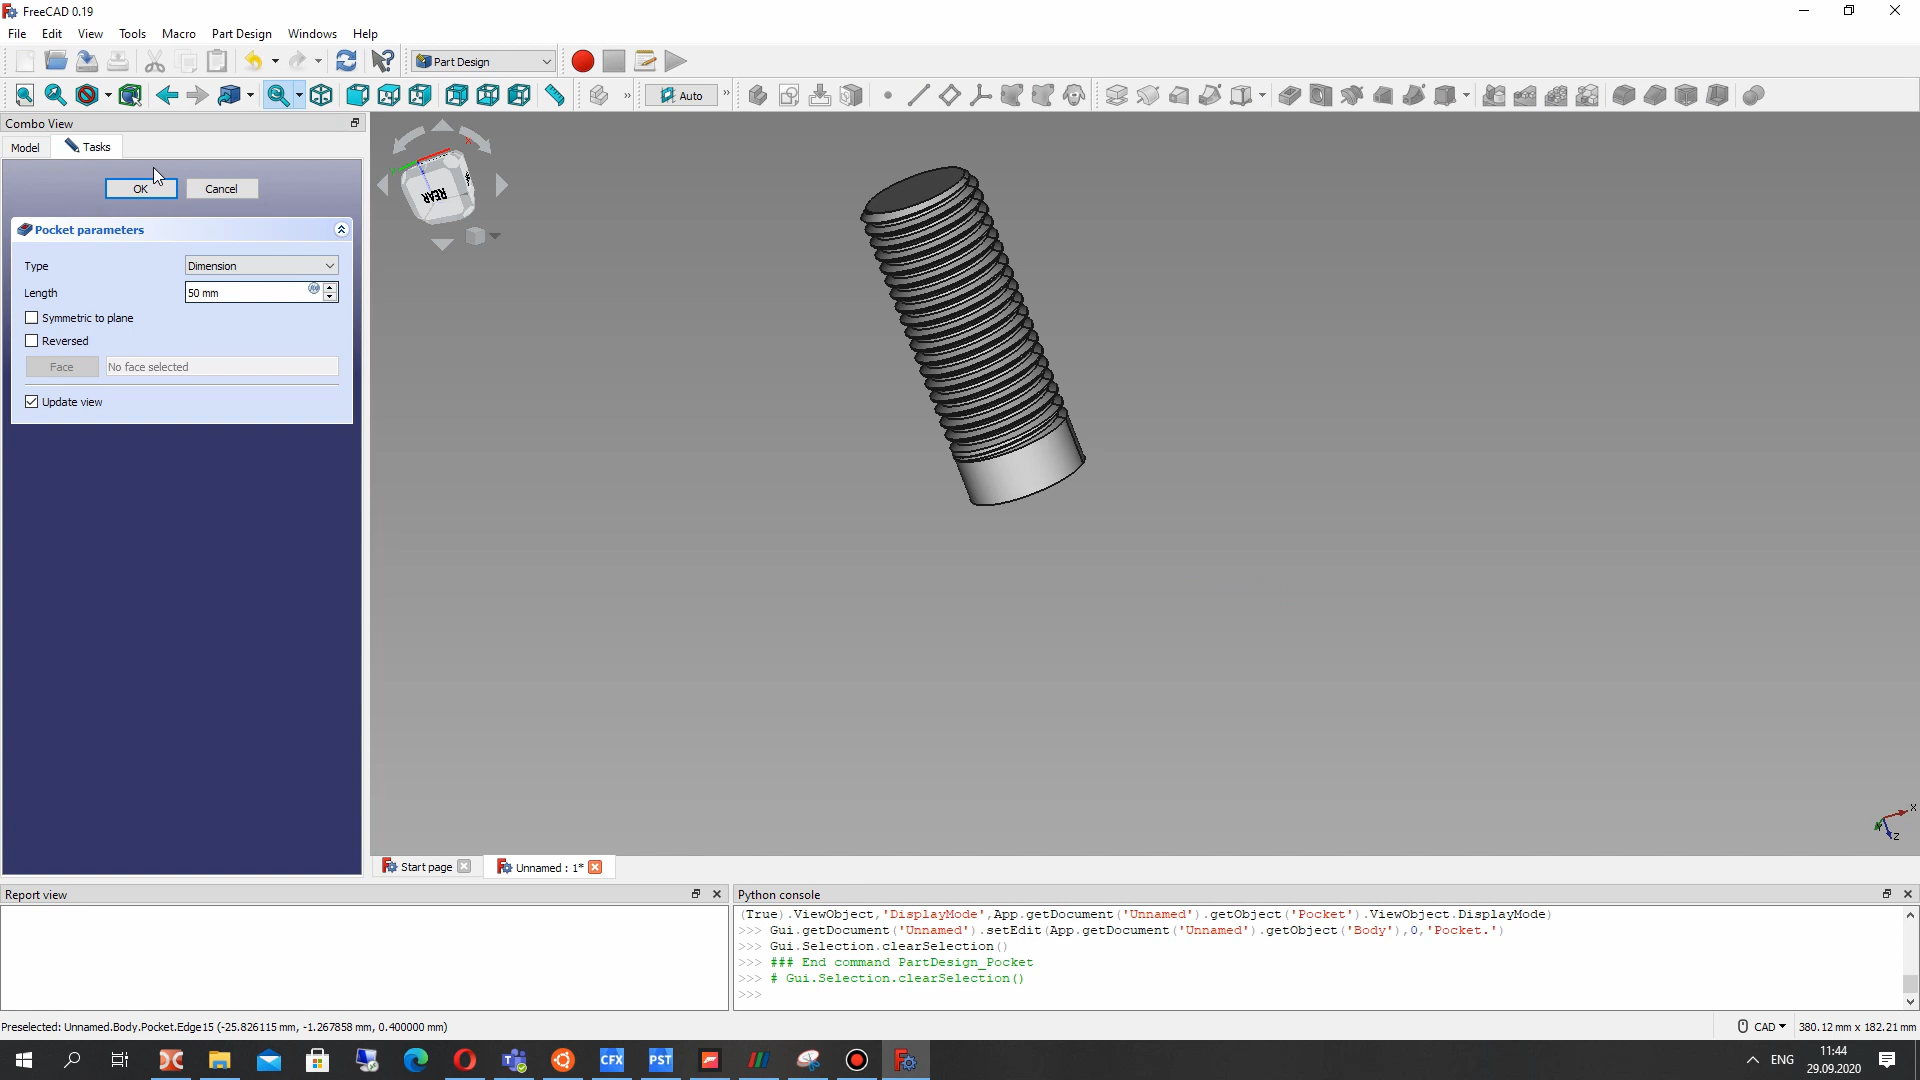 FreeCAD 0.19
File Edit View Tools Macro Part Design Windows Help
Part Design
Auto
Combo View
Model Tasks
OK Cancel
REAR
X
Pocket parameters
Type Dimension
Length 50 mm
Symmetric to plane
Reversed
Face No face selected
Update view
X
Z
Start page Unnamed : 1*
Report view
Python console
(True).ViewObject,'DisplayMode',App.getDocument('Unnamed').getObject('Pocket').ViewObject.DisplayMode)
>>> Gui.getDocument('Unnamed').setEdit(App.getDocument('Unnamed').getObject('Body'),0,'Pocket.')
>>> Gui.Selection.clearSelection()
>>> ### End command PartDesign_Pocket
>>> # Gui.Selection.clearSelection()
>>>
Preselected: Unnamed.Body.Pocket.Edge15 (-25.826115 mm, -1.267858 mm, 0.400000 mm)
CAD 380.12 mm x 182.21 mm
CFX PST
ENG
11:44
29.09.2020